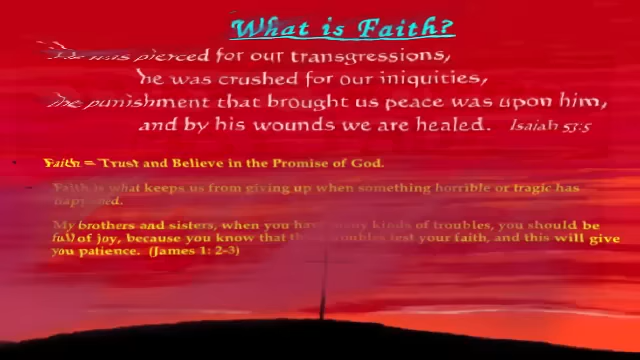 What is Faith?
was pierced for our transgressions,
he was crushed for our iniquities,
the punishment that brought us peace was upon him,
and by his wounds we are healed. Isaiah 53:5
Faith = Trust and Believe in the Promise of God.
Faith is what keeps us from giving up when something horrible or tragic has
happened.
My brothers and sisters, when you have many kinds of troubles, you should be
full of joy, because you know that these troubles test your faith, and this will give
you patience. (James 1: 2-3)